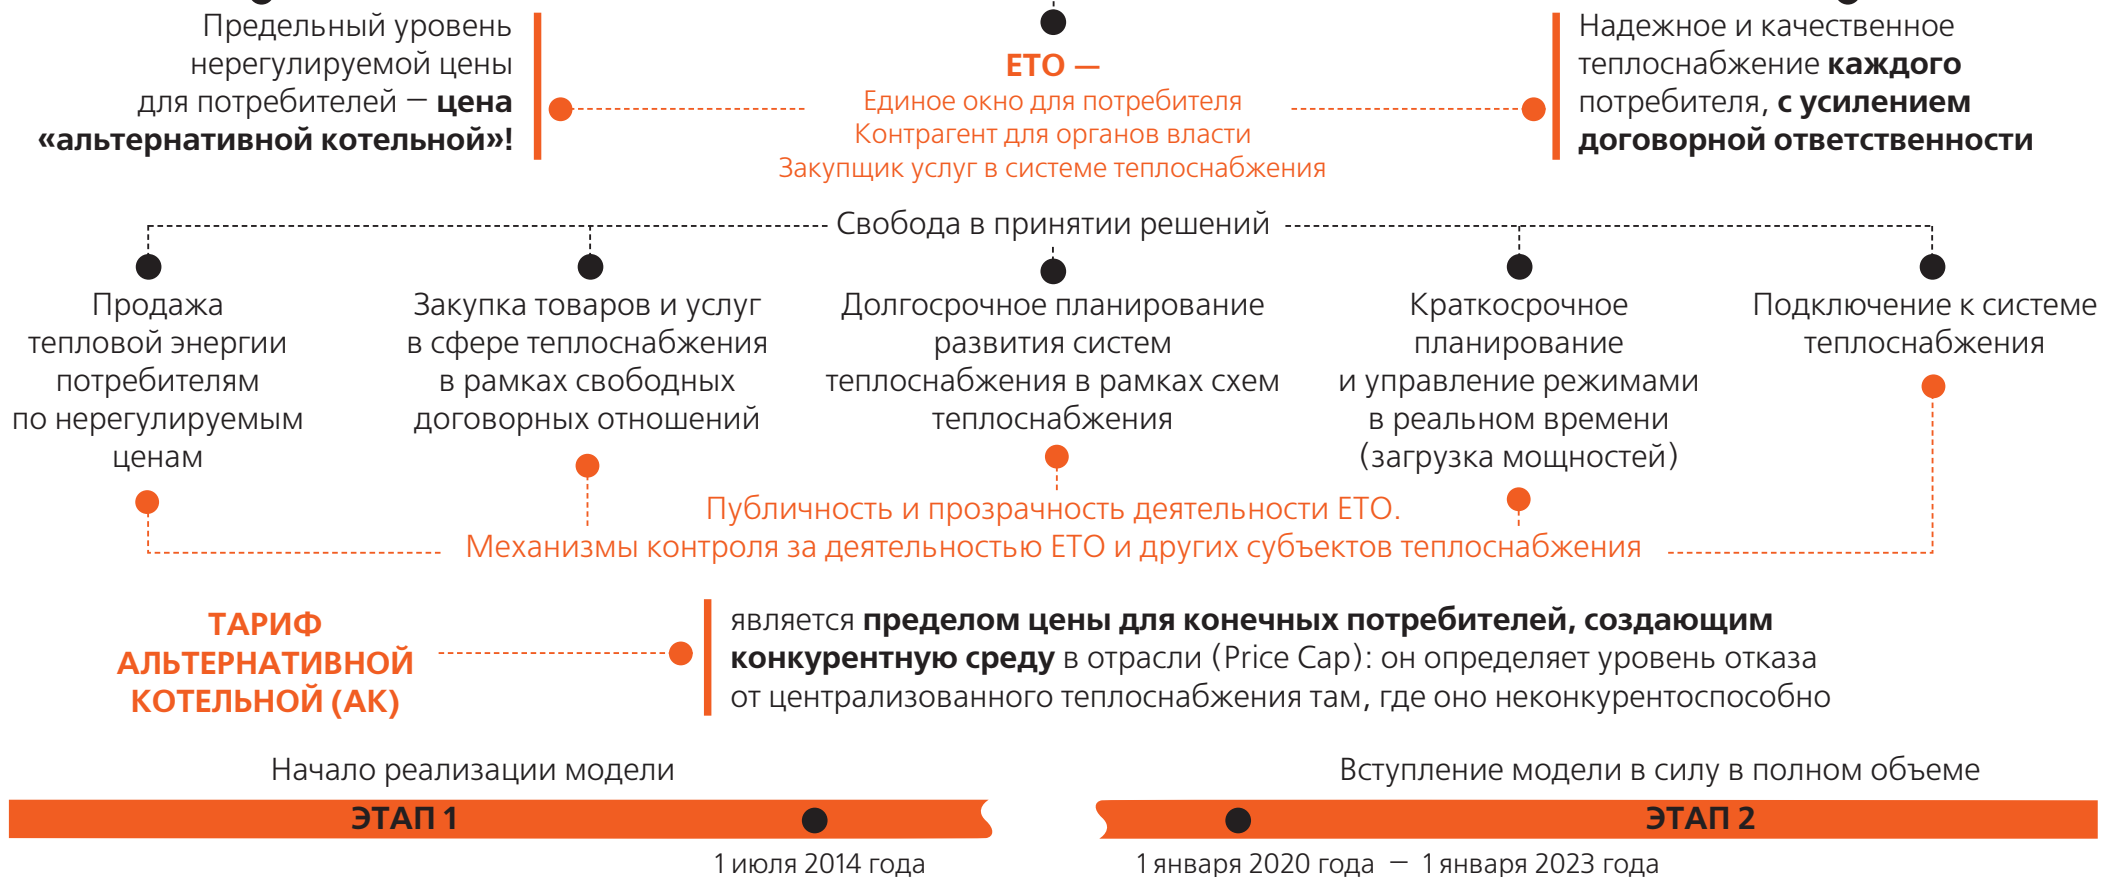 Предельный уровень
нерегулируемой цены
для потребителей — цена
«альтернативной котельной»!
ЕТО —
Единое окно для потребителя
Контрагент для органов власти
Закупщик услуг в системе теплоснабжения
Надежное и качественное
теплоснабжение каждого
потребителя, с усилением
договорной ответственности
Свобода в принятии решений
Продажа
тепловой энергии
потребителям
по нерегулируемым
ценам
Закупка товаров и услуг
в сфере теплоснабжения
в рамках свободных
договорных отношений
Долгосрочное планирование
развития систем
теплоснабжения в рамках схем
теплоснабжения
Краткосрочное
планирование
и управление режимами
в реальном времени
(загрузка мощностей)
Подключение к системе
теплоснабжения
Публичность и прозрачность деятельности ЕТО.
Механизмы контроля за деятельностью ЕТО и других субъектов теплоснабжения
ТАРИФ
АЛЬТЕРНАТИВНОЙ
КОТЕЛЬНОЙ (АК)
является пределом цены для конечных потребителей, создающим
конкурентную среду в отрасли (Price Cap): он определяет уровень отказа
от централизованного теплоснабжения там, где оно неконкурентоспособно
Начало реализации модели
Вступление модели в силу в полном объеме
ЭТАП 1
ЭТАП 2
1 июля 2014 года
1 января 2020 года — 1 января 2023 года